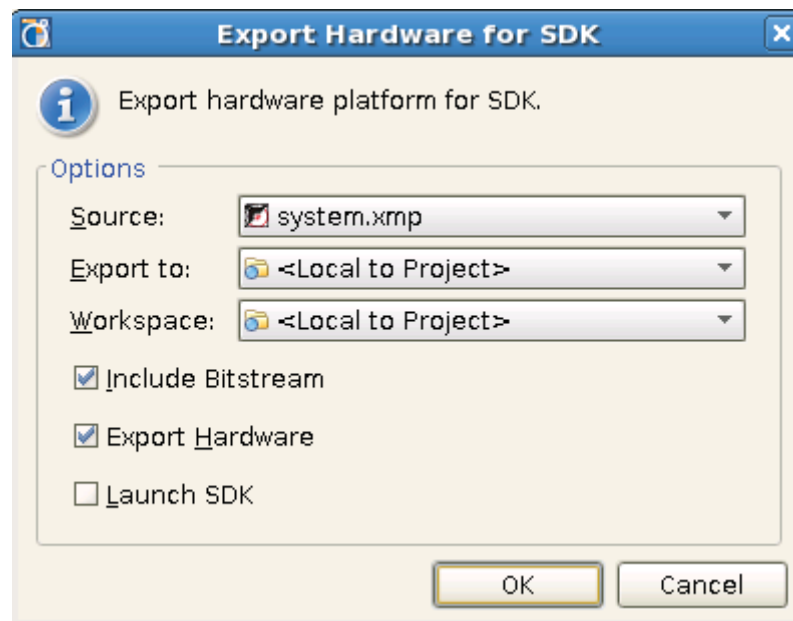 Export Hardware for SDK
Export hardware platform for SDK.
Options
Source: system.xmp
Export to: <Local to Project>
Workspace: <Local to Project>
Include Bitstream
Export Hardware
Launch SDK
OK Cancel